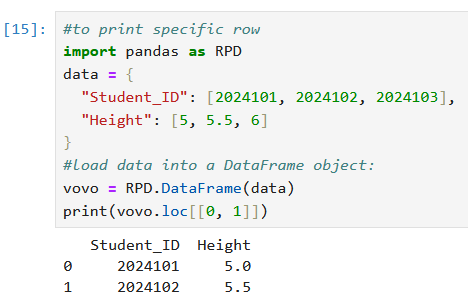 [15]: #to print specific row
import pandas as RPD
data = {
  "Student_ID": [2024101, 2024102, 2024103],
  "Height": [5, 5.5, 6]
}
#load data into a DataFrame object:
vovo = RPD.DataFrame(data)
print(vovo.loc[[0, 1]])
   Student_ID  Height
0     2024101     5.0
1     2024102     5.5